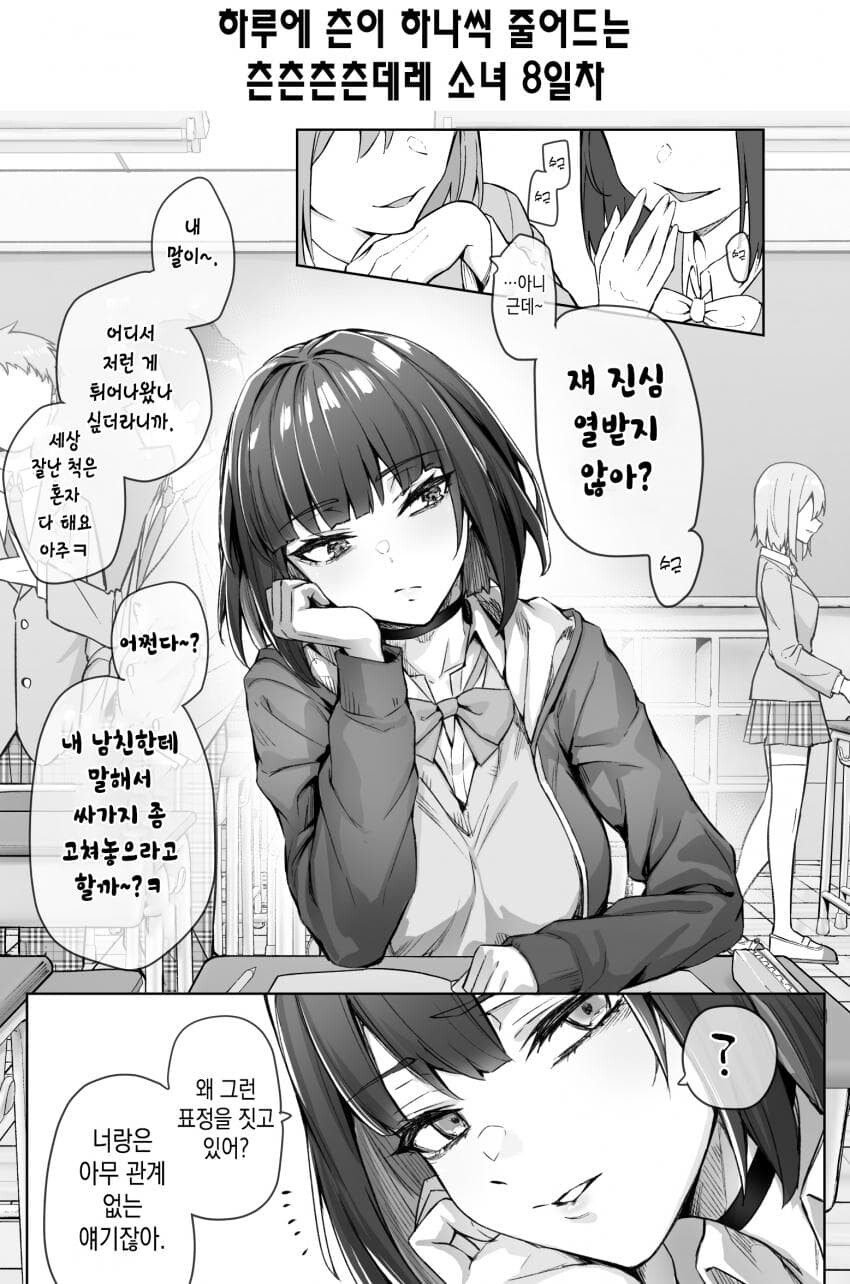 하루에 츤이 하나씩 줄어드는
츤츤츤츤데레 소녀 8일차
수근
수근
수근
…아니
근데~
쟤 진심
열받지
않아?
수근
내
말이~.
어디서
저런 게
튀어나왔나
싶더라니까.
세상
잘난 척은
혼자
다 해요
아주ㅋ
어쩐다~?
내 남친한테
말해서
싸가지 좀
고쳐놓으라고
할까~?ㅋ
?
왜 그런
표정을 짓고
있어?
너랑은
아무 관계
없는
얘기잖아.